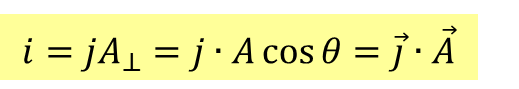 i = jA⊥ = j · A cos θ = ȷ⃗ · A⃗